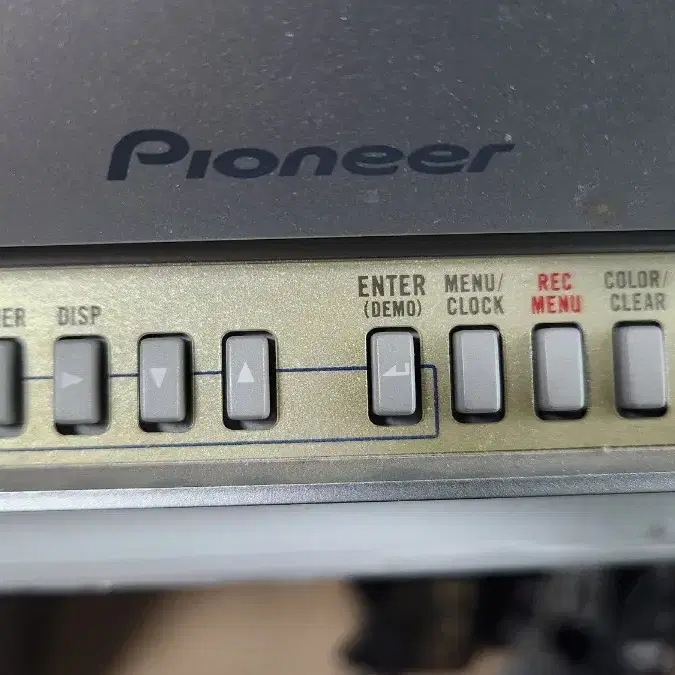 Pioneer
ER DISP ENTER MENU/ REC COLOR/
(DEMO) CLOCK MENU CLEAR